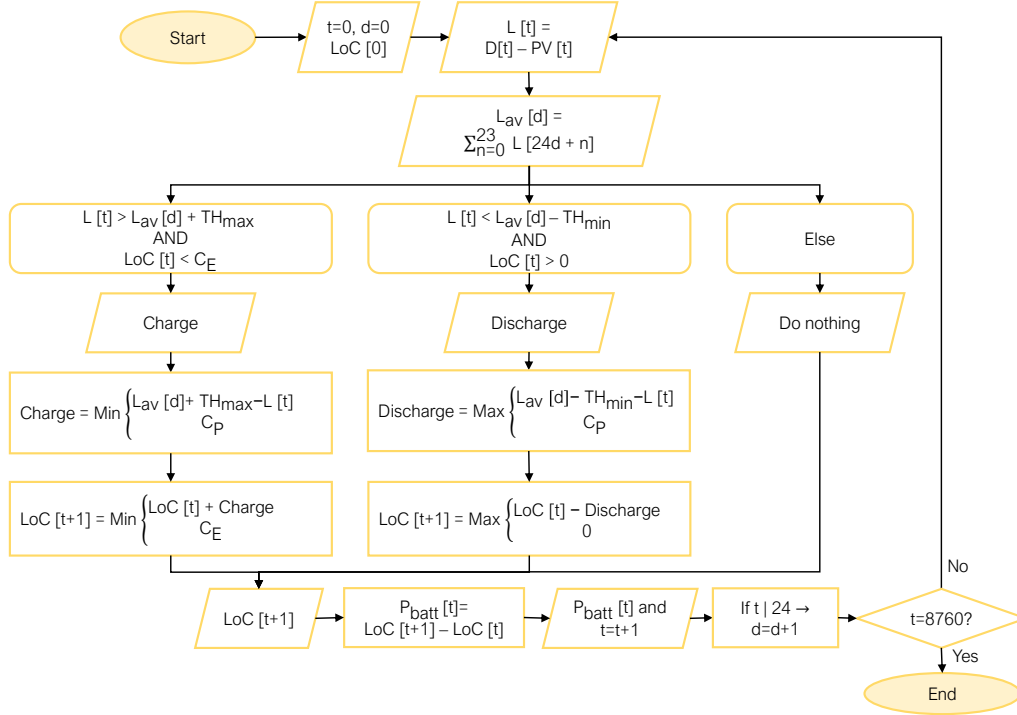 Start
t=0, d=0
LoC [0]
L [t] =
D[t] – PV [t]
Lav [d] =
∑²³ₙ₌₀ L [24d + n]
L [t] > Lav [d] + THmax
AND
LoC [t] < CE
L [t] < Lav [d] – THmin
AND
LoC [t] > 0
Else
Charge
Discharge
Do nothing
Charge = Min { Lav [d]+ THmax–L [t]
CP
Discharge = Max { Lav [d]– THmin–L [t]
CP
LoC [t+1] = Min { LoC [t] + Charge
CE
LoC [t+1] = Max { LoC [t] – Discharge
0
No
LoC [t+1]
Pbatt [t]=
LoC [t+1] – LoC [t]
Pbatt [t] and
t=t+1
If t | 24 →
d=d+1
t=8760?
Yes
End